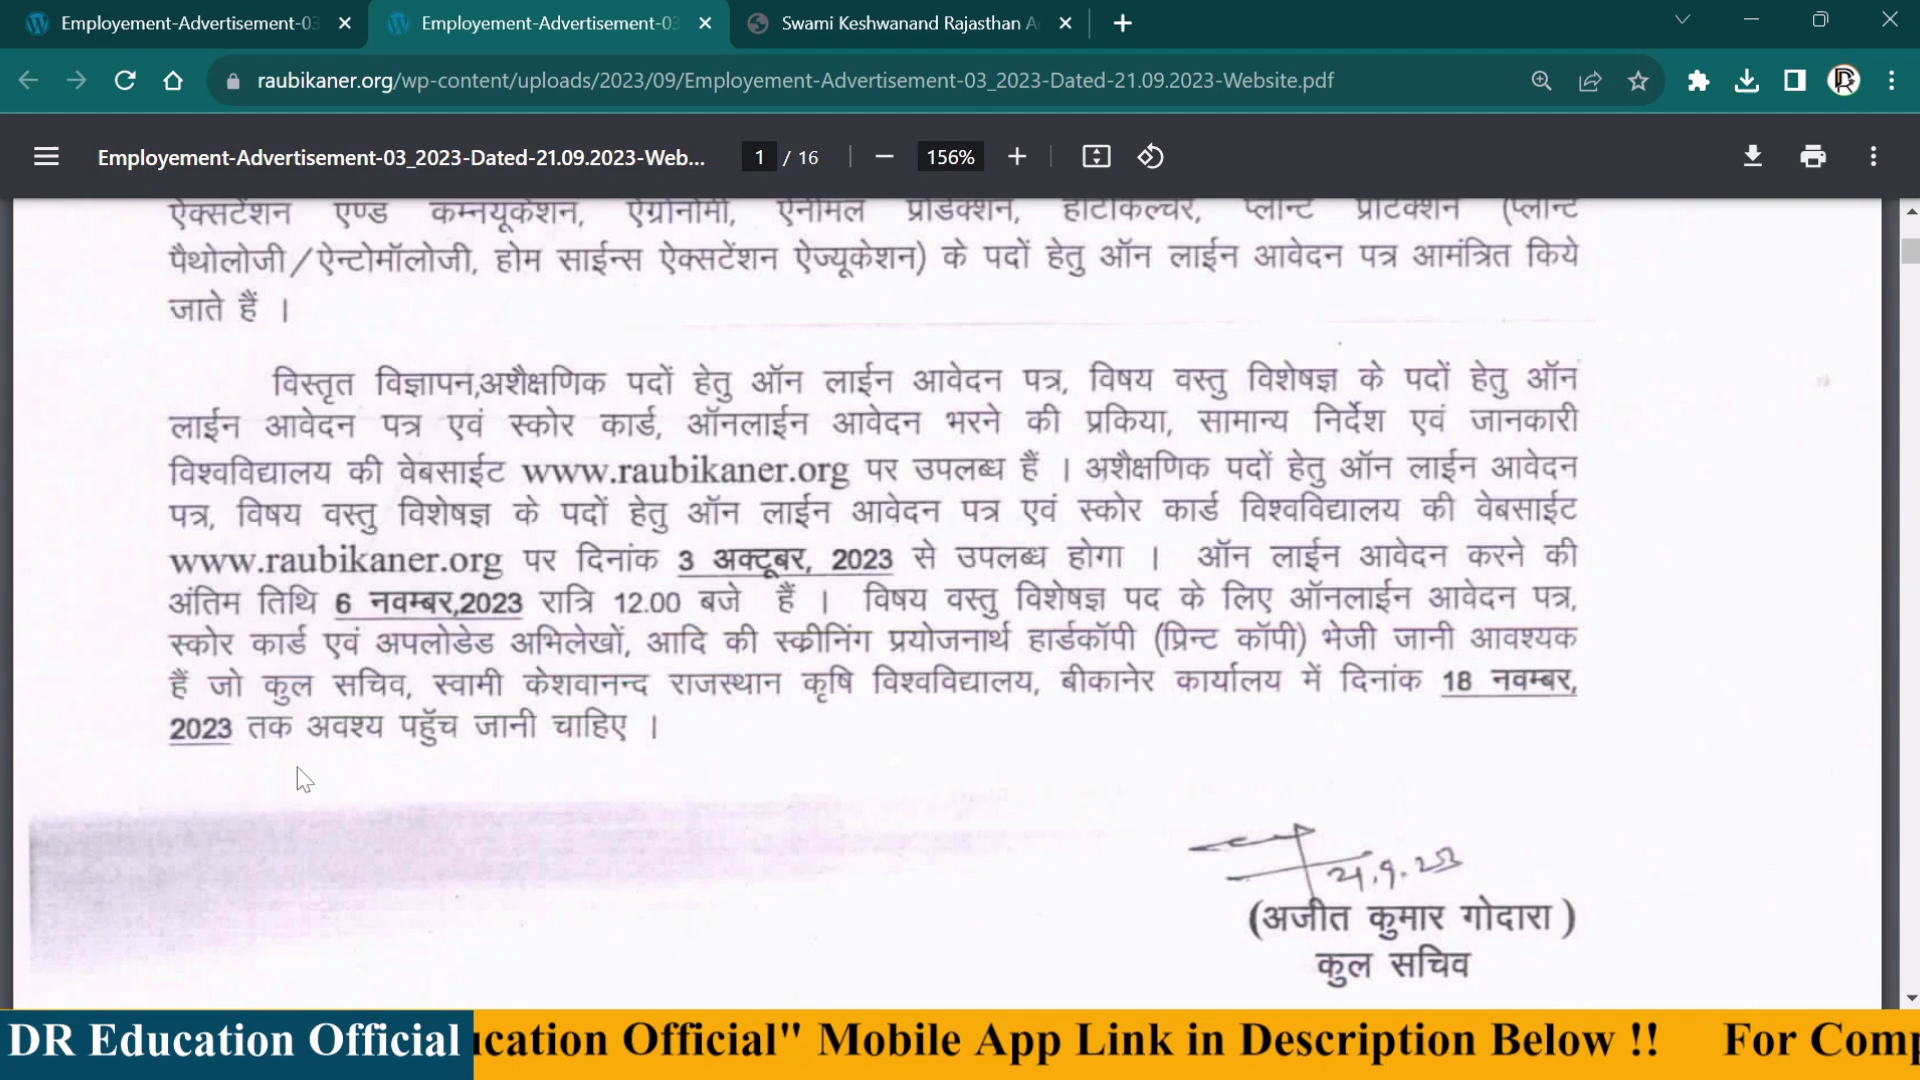 Employement-Advertisement-03
Employement-Advertisement-03
Swami Keshwanand Rajasthan A
raubikaner.org/wp-content/uploads/2023/09/Employement-Advertisement-03_2023-Dated-21.09.2023-Website.pdf
Employement-Advertisement-03_2023-Dated-21.09.2023-Web...
1 / 16
156%
ऐक्सटेंशन एण्ड कम्नयूकेशन, ऐग्रोनोमी, ऐनीमल प्रोडेक्शन, हॉर्टीकल्चर, प्लान्ट प्रोटेक्शन (प्लान्ट
पैथोलोजी/ऐन्टोमॉलोजी, होम साईन्स ऐक्सटेंशन ऐज्यूकेशन) के पदों हेतु ऑन लाईन आवेदन पत्र आमंत्रित किये
जाते हैं ।
विस्तृत विज्ञापन,अशैक्षणिक पदों हेतु ऑन लाईन आवेदन पत्र, विषय वस्तु विशेषज्ञ के पदों हेतु ऑन
लाईन आवेदन पत्र एवं स्कोर कार्ड, ऑनलाईन आवेदन भरने की प्रकिया, सामान्य निर्देश एवं जानकारी
विश्वविद्यालय की वेबसाईट www.raubikaner.org पर उपलब्ध हैं । अशैक्षणिक पदों हेतु ऑन लाईन आवेदन
पत्र, विषय वस्तु विशेषज्ञ के पदों हेतु ऑन लाईन आवेदन पत्र एवं स्कोर कार्ड विश्वविद्यालय की वेबसाईट
www.raubikaner.org पर दिनांक 3 अक्टूबर, 2023 से उपलब्ध होगा । ऑन लाईन आवेदन करने की
अंतिम तिथि 6 नवम्बर,2023 रात्रि 12.00 बजे हैं । विषय वस्तु विशेषज्ञ पद के लिए ऑनलाईन आवेदन पत्र,
स्कोर कार्ड एवं अपलोडेड अभिलेखों, आदि की स्कीनिंग प्रयोजनार्थ हार्डकॉपी (प्रिन्ट कॉपी) भेजी जानी आवश्यक
हैं जो कुल सचिव, स्वामी केशवानन्द राजस्थान कृषि विश्वविद्यालय, बीकानेर कार्यालय में दिनांक 18 नवम्बर,
2023 तक अवश्य पहुँच जानी चाहिए ।
21.9.23
(अजीत कुमार गोदारा )
कुल सचिव
DR Education Official
ication Official" Mobile App Link in Description Below !! For Comp